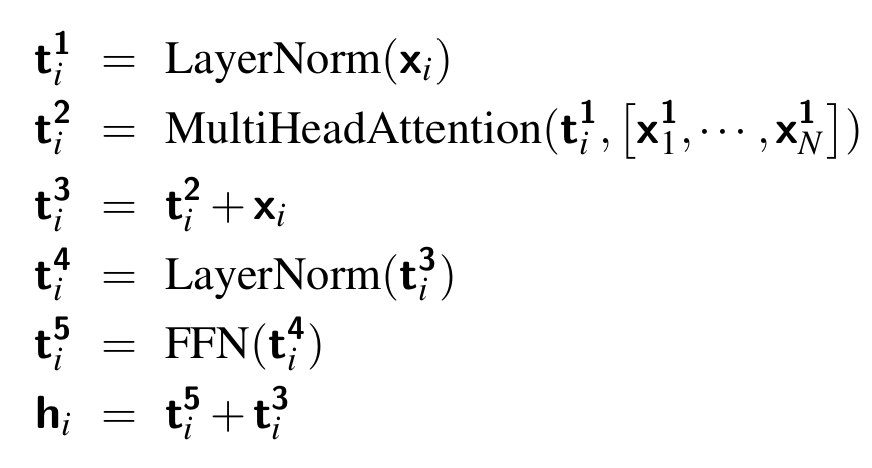 t_i^1 = LayerNorm(x_i)
t_i^2 = MultiHeadAttention(t_i^1, [x_1^1, ⋯ , x_N^1])
t_i^3 = t_i^2 + x_i
t_i^4 = LayerNorm(t_i^3)
t_i^5 = FFN(t_i^4)
h_i = t_i^5 + t_i^3